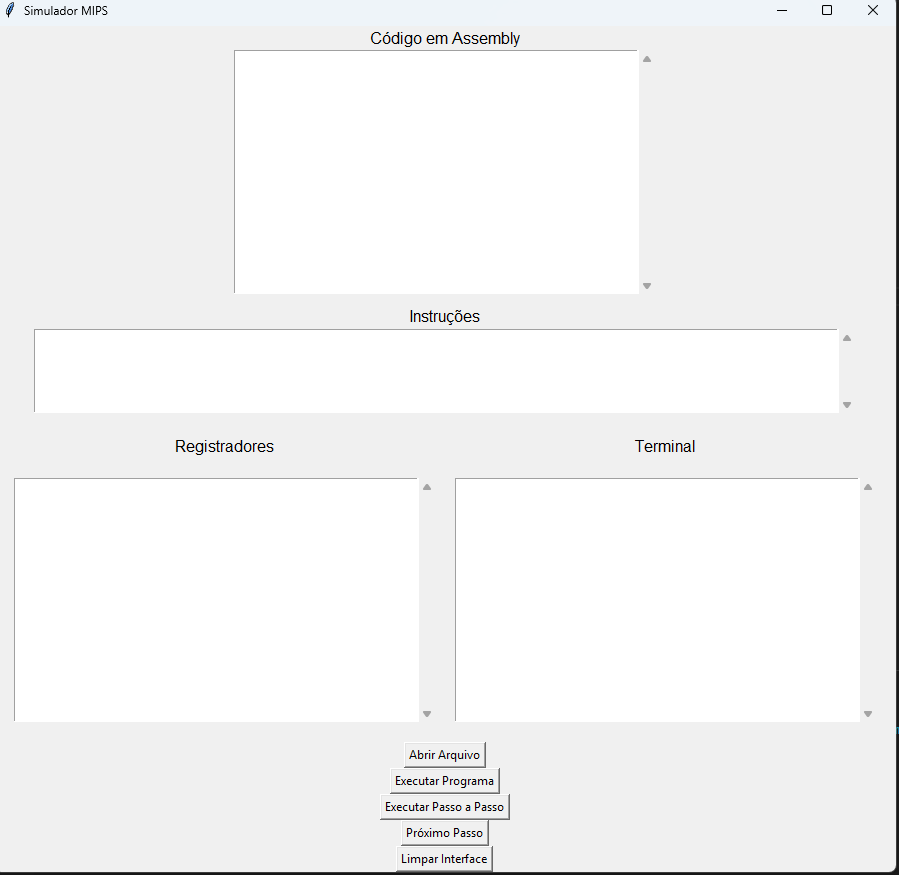 Simulador MIPS
Código em Assembly
Instruções
Registradores
Terminal
Abrir Arquivo
Executar Programa
Executar Passo a Passo
Próximo Passo
Limpar Interface